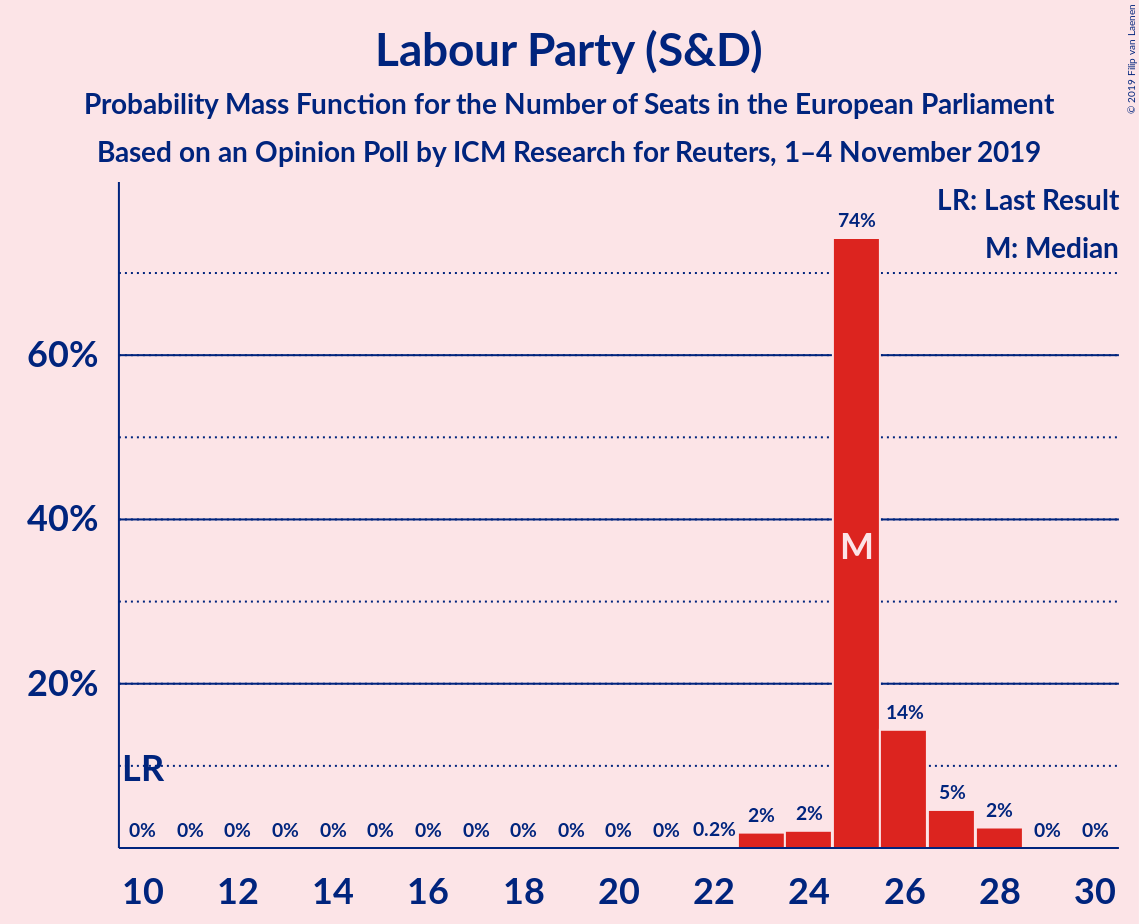 Labour Party (S&D)
Probability Mass Function for the Number of Seats in the European Parliament
Based on an Opinion Poll by ICM Research for Reuters, 1–4 November 2019
© 2019 Filip van Laenen
LR: Last Result
M: Median
74%
60%
40%
M
20%
14%
LR
5%
0% 0% 0% 0% 0% 0% 0% 0% 0% 0% 0% 0% 0.2% 2% 2% 2% 0% 0%
10 12 14 16 18 20 22 24 26 28 30